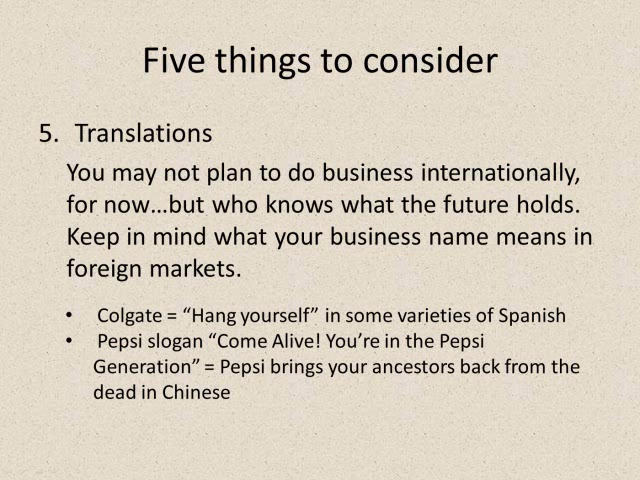 Five things to consider
5. Translations
You may not plan to do business internationally,
for now…but who knows what the future holds.
Keep in mind what your business name means in
foreign markets.
• Colgate = “Hang yourself” in some varieties of Spanish
• Pepsi slogan “Come Alive! You’re in the Pepsi
Generation” = Pepsi brings your ancestors back from the
dead in Chinese